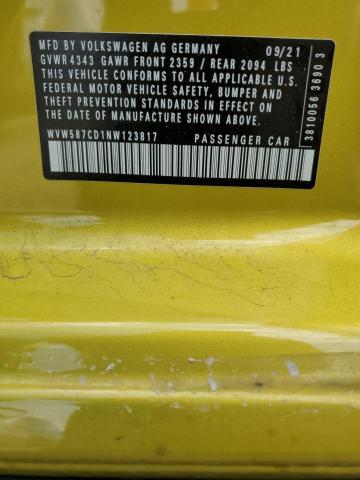 MFD BY VOLKSWAGEN AG GERMANY 09/21
GVWR 4343 GAWR FRONT 2359 / REAR 2094 LBS
THIS VEHICLE CONFORMS TO ALL APPLICABLE U.S.
FEDERAL MOTOR VEHICLE SAFETY, BUMPER AND
THEFT PREVENTION STANDARDS IN EFFECT ON
THE DATE OF MANUFACTURE SHOWN ABOVE.
WVW587CD1NW123817 PASSENGER CAR
3810056 3690 3